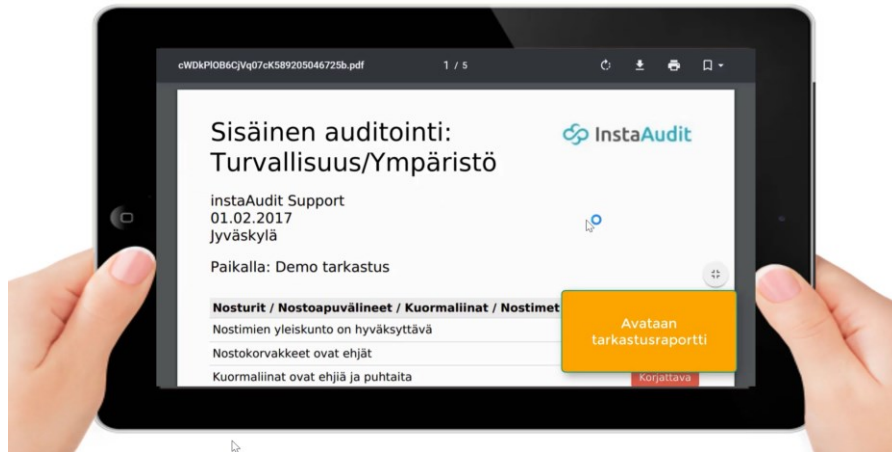 cWDkPIOB6CjVq07cK589205046725b.pdf 1 / 5
Sisäinen auditointi:
Turvallisuus/Ympäristö
InstaAudit
instaAudit Support
01.02.2017
Jyväskylä
Paikalla: Demo tarkastus
Nosturit / Nostoapuvälineet / Kuormaliinat / Nostimet
Avataan
tarkastusraportti
Nostimien yleiskunto on hyväksyttävä
Nostokorvakkeet ovat ehjät
Kuormaliinat ovat ehjiä ja puhtaita Korjattava